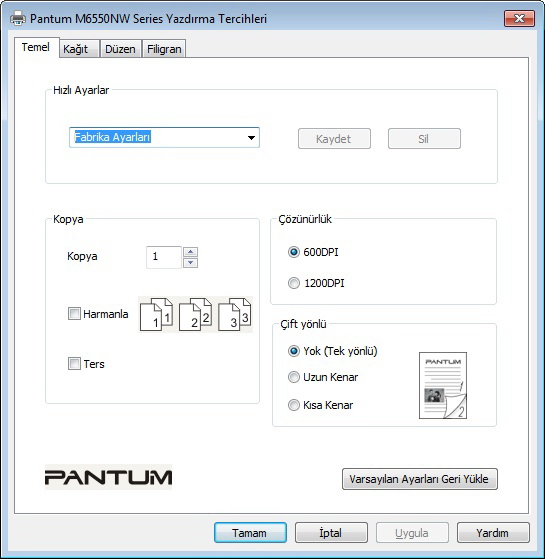 Pantum M6550NW Series Yazdırma Tercihleri
Temel Kağıt Düzen Filigran
Hızlı Ayarlar
Fabrika Ayarları Kaydet Sil
Kopya
Kopya 1
Harmanla 1 1 2 2 3 3
Ters
Çözünürlük
600DPI
1200DPI
Çift yönlü
Yok (Tek yönlü)
Uzun Kenar
Kısa Kenar
PANTUM
2
PANTUM
Varsayılan Ayarları Geri Yükle
Tamam İptal Uygula Yardım